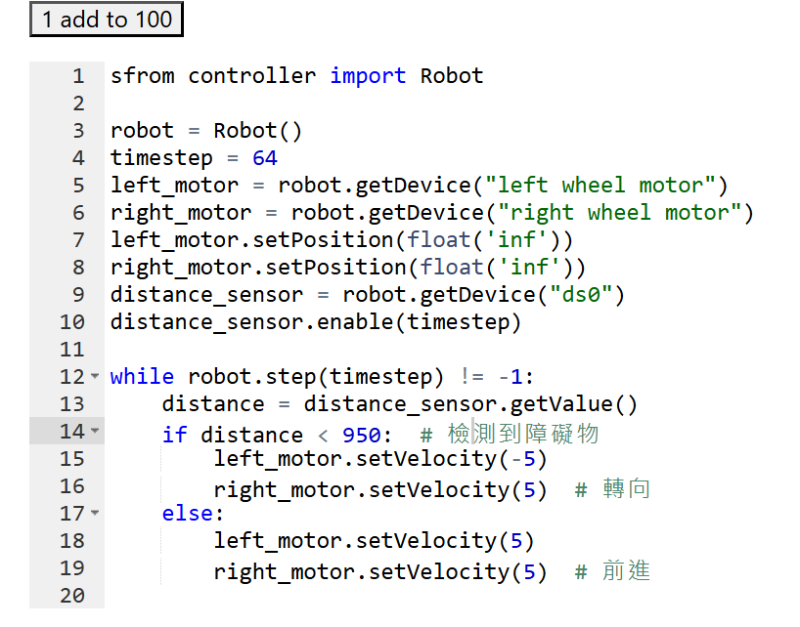 1 add to 100
1 sfrom controller import Robot
2
3 robot = Robot()
4 timestep = 64
5 left_motor = robot.getDevice("left wheel motor")
6 right_motor = robot.getDevice("right wheel motor")
7 left_motor.setPosition(float('inf'))
8 right_motor.setPosition(float('inf'))
9 distance_sensor = robot.getDevice("ds0")
10 distance_sensor.enable(timestep)
11
12 while robot.step(timestep) != -1:
13     distance = distance_sensor.getValue()
14     if distance < 950:  # 檢測到障礙物
15         left_motor.setVelocity(-5)
16         right_motor.setVelocity(5)  # 轉向
17     else:
18         left_motor.setVelocity(5)
19         right_motor.setVelocity(5)  # 前進
20